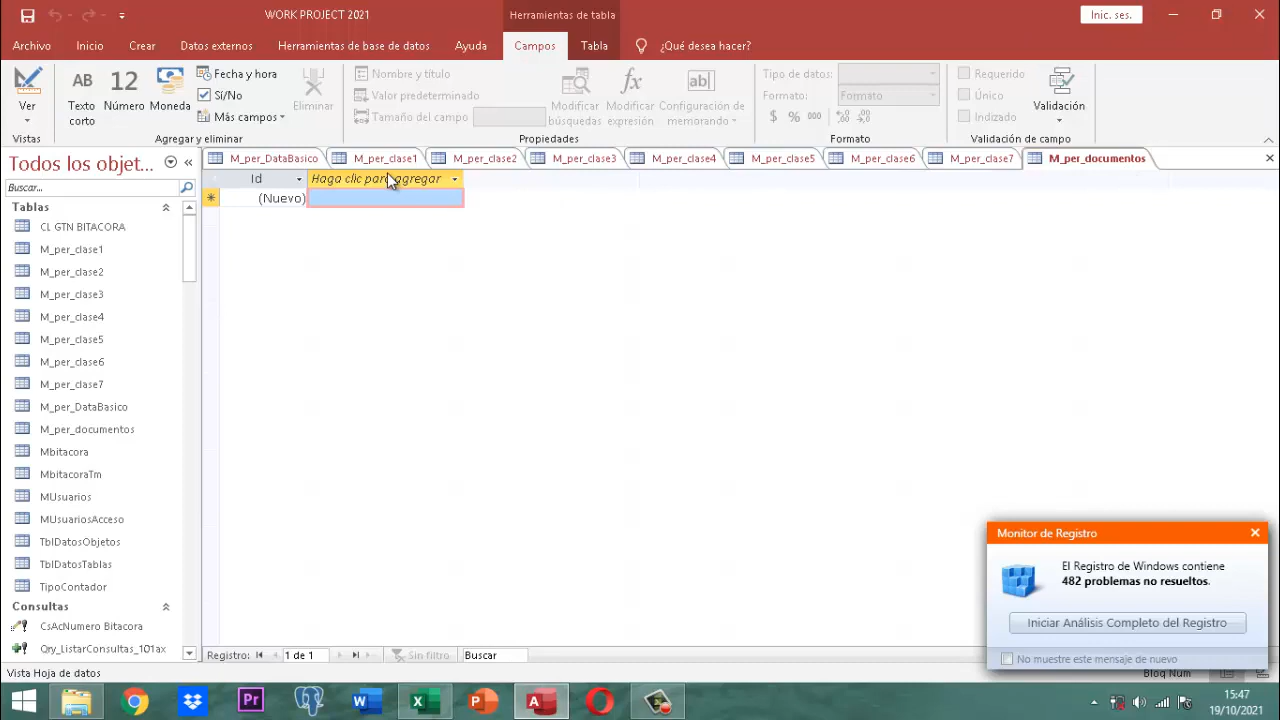 WORK PROJECT 2021
Herramientas de tabla
Inic. ses.
Archivo Inicio Crear Datos externos Herramientas de base de datos Ayuda Campos Tabla ¿Qué desea hacer?
Ver
Vistas
AB
Texto corto
12
Número
Moneda
Fecha y hora
Sí/No
Más campos
Eliminar
Agregar y eliminar
Nombre y título
Valor predeterminado
Tamaño del campo
Modificar búsquedas
fx
Modificar expresión
ab
Configuración de memorando
Propiedades
Tipo de datos:
Formato: Formato
$ % 000
Formato
Requerido
Único
Indizado
Validación
Validación de campo
Todos los objet...
Buscar...
Tablas
CL GTN BITACORA
M_per_clase1
M_per_clase2
M_per_clase3
M_per_clase4
M_per_clase5
M_per_clase6
M_per_clase7
M_per_DataBasico
M_per_documentos
Mbitacora
MbitacoraTm
MUsuarios
MUsuariosAcceso
TblDatosObjetos
TblDatosTablas
TipoContador
Consultas
CsAcNumero Bitacora
Qry_ListarConsultas_101ax
M_per_DataBasico M_per_clase1 M_per_clase2 M_per_clase3 M_per_clase4 M_per_clase5 M_per_clase6 M_per_clase7 M_per_documentos
Id Haga clic para agregar
(Nuevo)
Monitor de Registro
El Registro de Windows contiene
482 problemas no resueltos.
Iniciar Análisis Completo del Registro
No muestre este mensaje de nuevo
Registro: 1 de 1 Sin filtro Buscar
Vista Hoja de datos
Bloq Num
15:47
19/10/2021